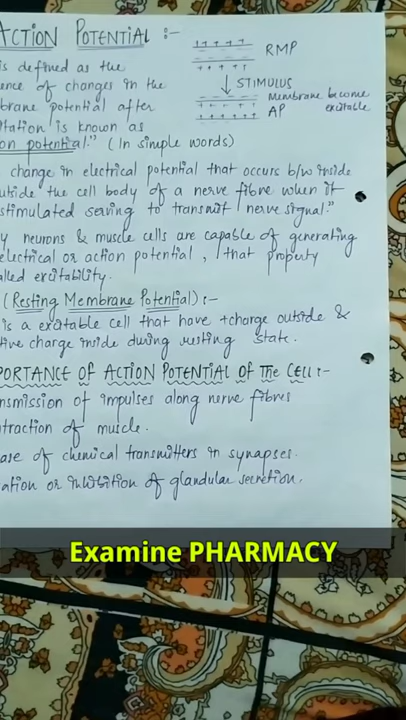 ACTION POTENTIAL :-
++++ +
RMP
STIMULUS
Membrane become excitable
AP
is defined as the
ence of changes in the
brane potential after
itation is known as
on potential." (In simple words)
change in electrical potential that occurs b/w inside
utside the cell body of a nerve fibre when it
stimulated serving to transmit nerve signal."
y neurons & muscle cells are capable of generating
electrical or action potential, that property
alled excitability.
(Resting Membrane Potential) :-
is a excitable cell that have +charge outside &
tive charge inside during resting state.
PORTANCE OF ACTION POTENTIAL OF THE CELL :-
nsmission of impulses along nerve fibres
ntraction of muscle.
ease of chemical transmitters in synapses.
ation or inhibition of glandular secretion.
Examine PHARMACY